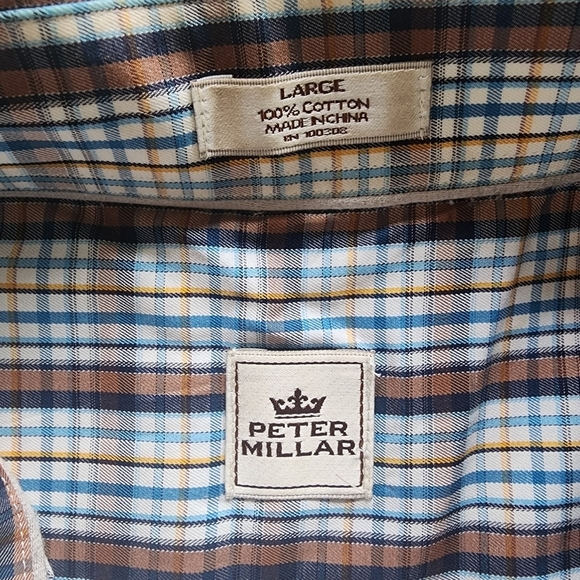 LARGE
100% COTTON
MADE IN CHINA
RN 100308
PETER
MILLAR